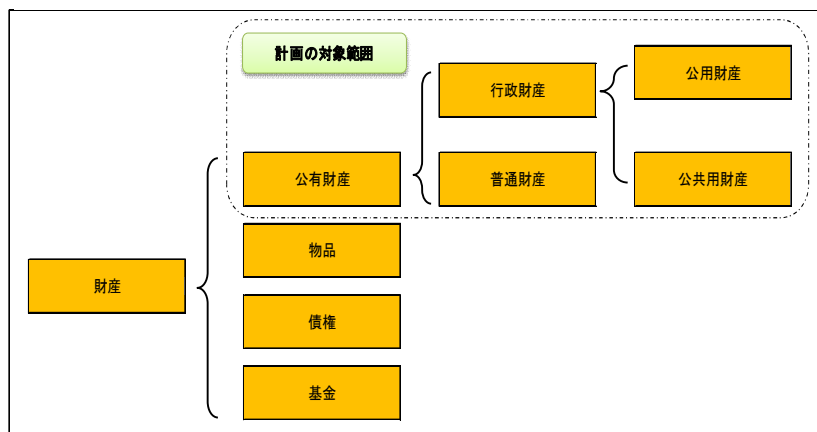 計画の対象範囲
行政財産
公用財産
公有財産
普通財産
公共用財産
物品
財産
債権
基金